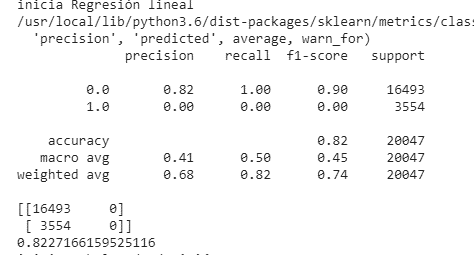 inicia Regresión lineal
/usr/local/lib/python3.6/dist-packages/sklearn/metrics/clas
'precision', 'predicted', average, warn_for)
precision recall f1-score support
0.0 0.82 1.00 0.90 16493
1.0 0.00 0.00 0.00 3554
accuracy 0.82 20047
macro avg 0.41 0.50 0.45 20047
weighted avg 0.68 0.82 0.74 20047
[[16493 0]
[ 3554 0]]
0.8227166159525116